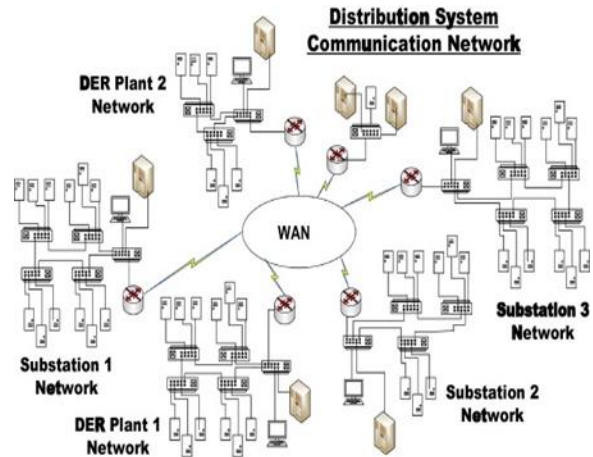 Distribution System
Communication Network
DER Plant 2
Network
WAN
Substation 1
Network
Substation 3
Network
Substation 2
Network
DER Plant 1
Network